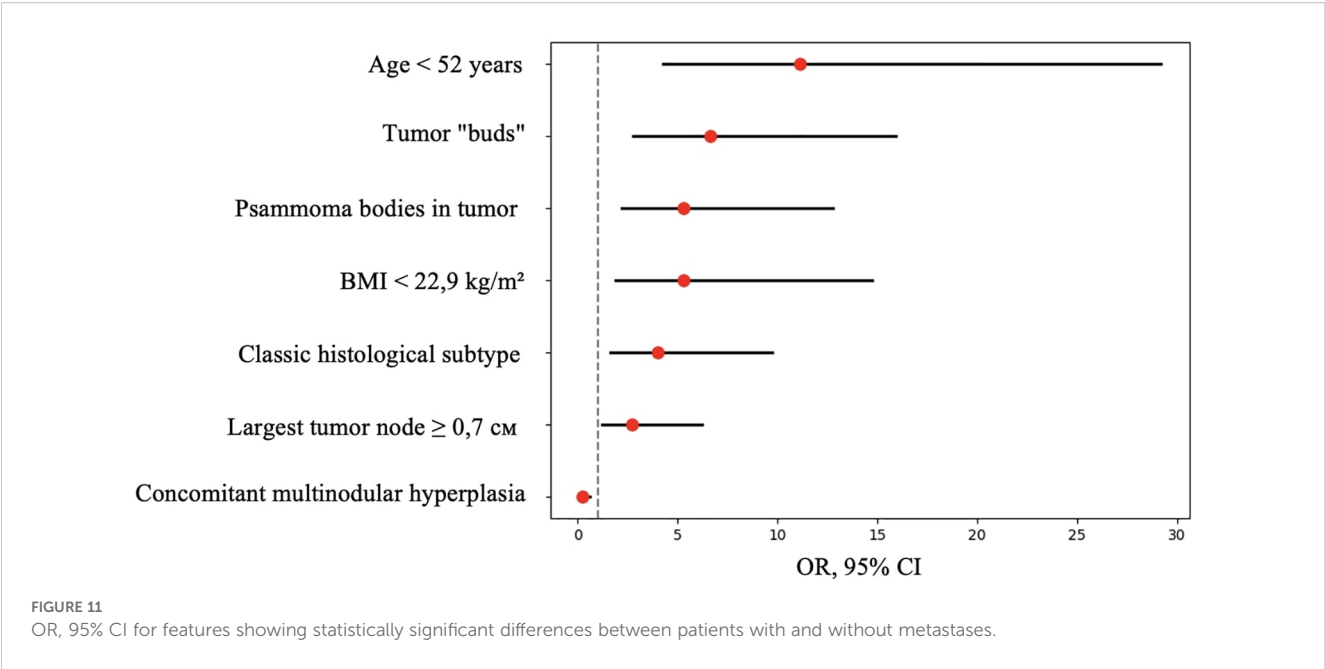 Age < 52 years
Tumor "buds"
Psammoma bodies in tumor
BMI < 22,9 kg/m²
Classic histological subtype
Largest tumor node ≥ 0,7 см
Concomitant multinodular hyperplasia
0 5 10 15 20 25 30
OR, 95% CI
FIGURE 11
OR, 95% CI for features showing statistically significant differences between patients with and without metastases.